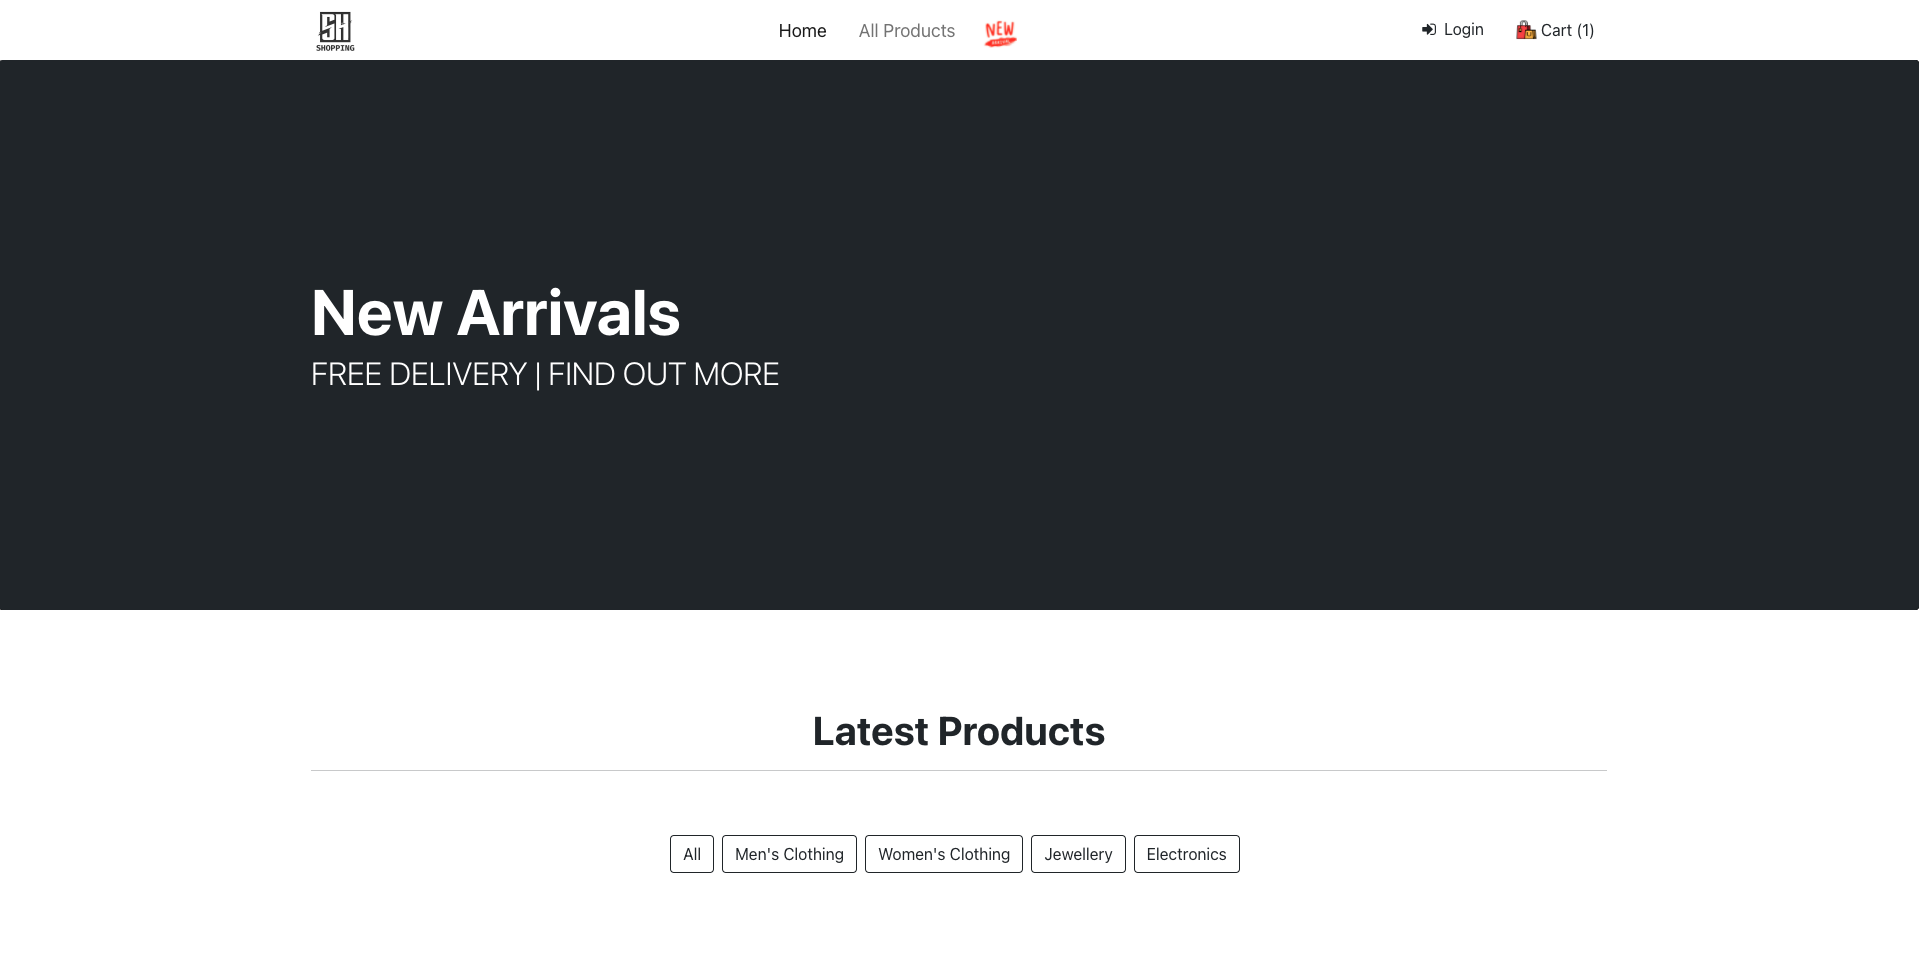 SH
SHOPPING
Home
All Products
NEW
Login
Cart (1)
New Arrivals
FREE DELIVERY | FIND OUT MORE
Latest Products
All
Men's Clothing
Women's Clothing
Jewellery
Electronics